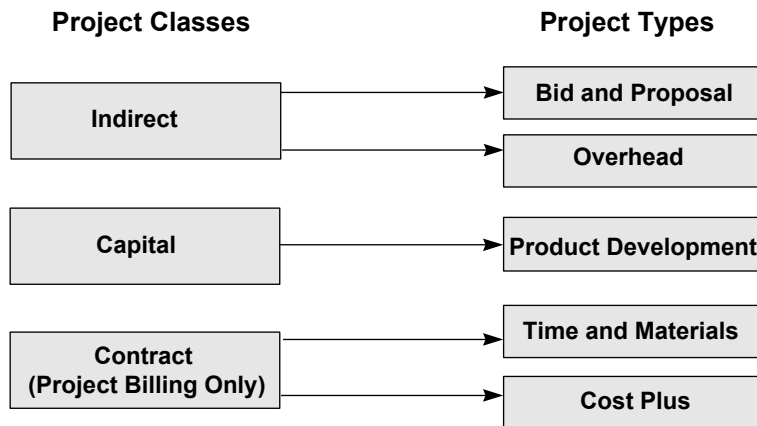 Project Classes
Project Types
Indirect
Bid and Proposal
Overhead
Capital
Product Development
Contract
(Project Billing Only)
Time and Materials
Cost Plus